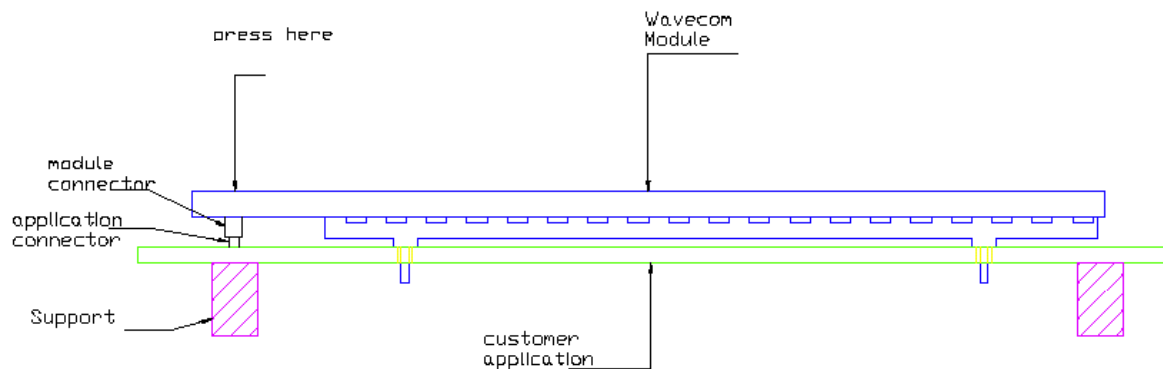 press here
Wavecom
Module
module
connector
application
connector
Support
customer
application